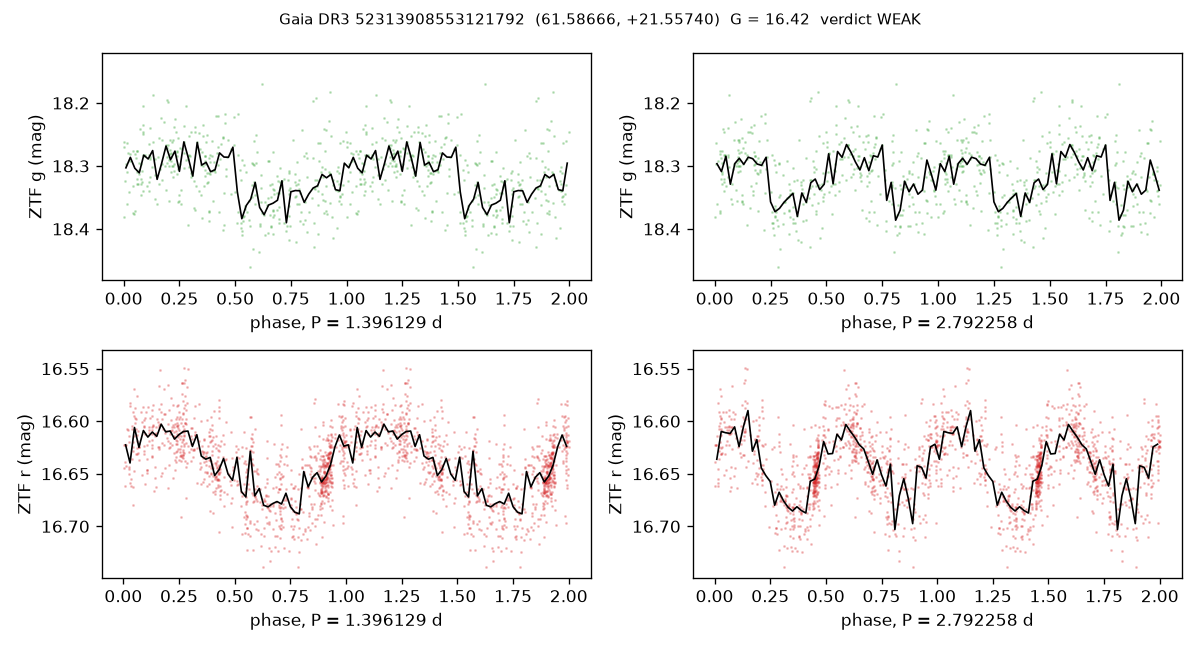 Gaia DR3 52313908553121792 (61.58666, +21.55740) G = 16.42 verdict WEAK
ZTF g (mag)
18.2
18.3
18.4
0.00 0.25 0.50 0.75 1.00 1.25 1.50 1.75 2.00
phase, P = 1.396129 d
ZTF g (mag)
18.2
18.3
18.4
0.00 0.25 0.50 0.75 1.00 1.25 1.50 1.75 2.00
phase, P = 2.792258 d
ZTF r (mag)
16.55
16.60
16.65
16.70
0.00 0.25 0.50 0.75 1.00 1.25 1.50 1.75 2.00
phase, P = 1.396129 d
ZTF r (mag)
16.55
16.60
16.65
16.70
0.00 0.25 0.50 0.75 1.00 1.25 1.50 1.75 2.00
phase, P = 2.792258 d